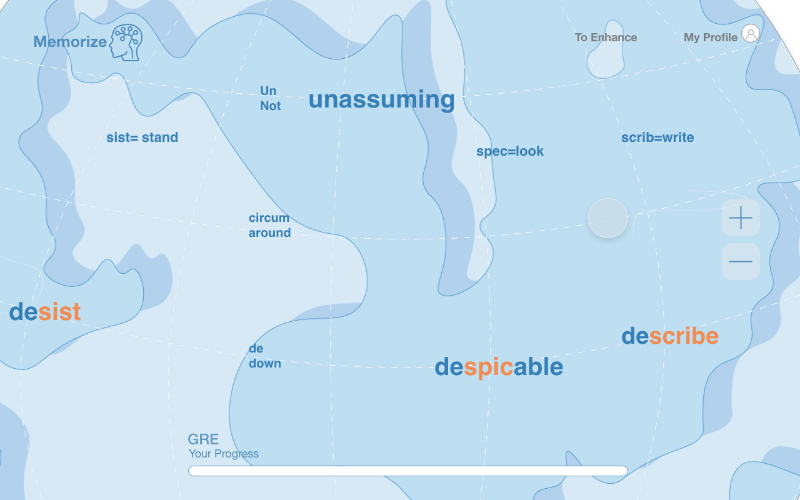 Memorize
To Enhance
My Profile
Un
Not
unassuming
sist= stand
spec=look
scrib=write
circum
around
desist
describe
de
down
despicable
GRE
Your Progress